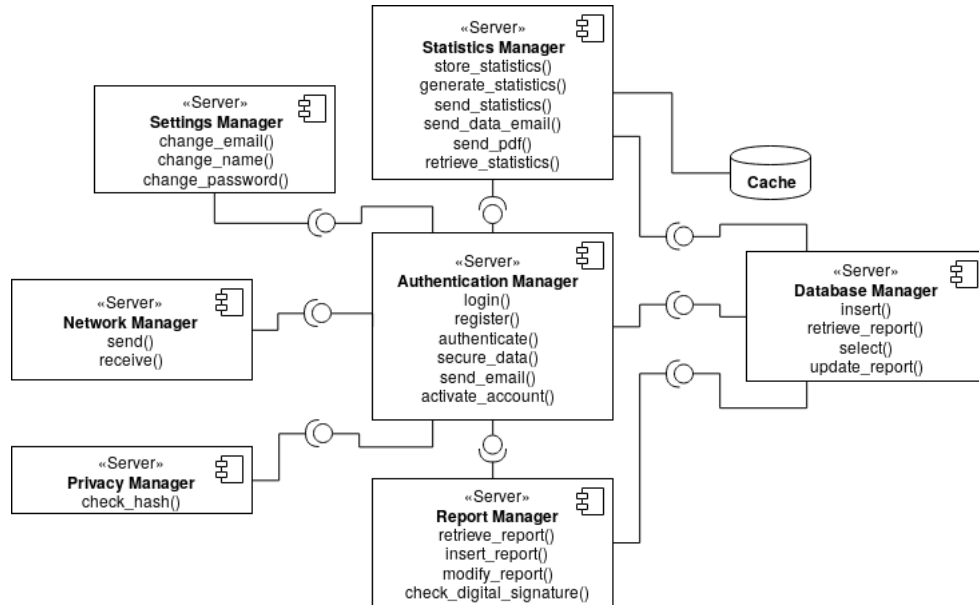 «Server»
Statistics Manager
store_statistics()
generate_statistics()
send_statistics()
send_data_email()
send_pdf()
retrieve_statistics()
«Server»
Settings Manager
change_email()
change_name()
change_password()
Cache
«Server»
Authentication Manager
login()
register()
authenticate()
secure_data()
send_email()
activate_account()
«Server»
Database Manager
insert()
retrieve_report()
select()
update_report()
«Server»
Network Manager
send()
receive()
«Server»
Privacy Manager
check_hash()
«Server»
Report Manager
retrieve_report()
insert_report()
modify_report()
check_digital_signature()